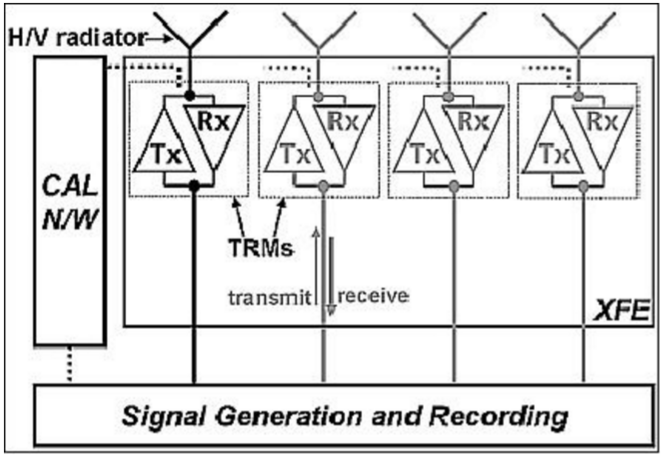 H/V radiator
Tx Rx Tx Rx Tx Rx Tx Rx
CAL
N/W
TRMs
transmit receive
XFE
Signal Generation and Recording